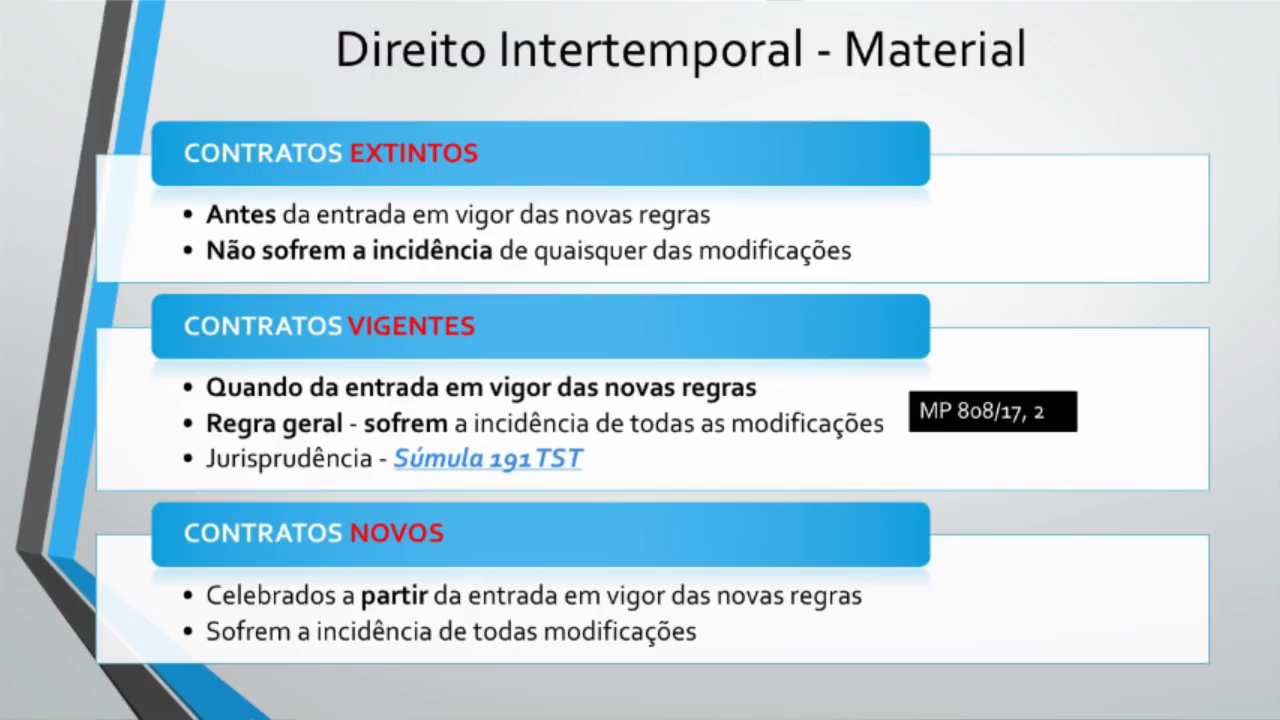 Direito Intertemporal - Material
CONTRATOS EXTINTOS
• Antes da entrada em vigor das novas regras
• Não sofrem a incidência de quaisquer das modificações
CONTRATOS VIGENTES
• Quando da entrada em vigor das novas regras
• Regra geral - sofrem a incidência de todas as modificações
MP 808/17, 2
• Jurisprudência - Súmula 191 TST
CONTRATOS NOVOS
• Celebrados a partir da entrada em vigor das novas regras
• Sofrem a incidência de todas modificações